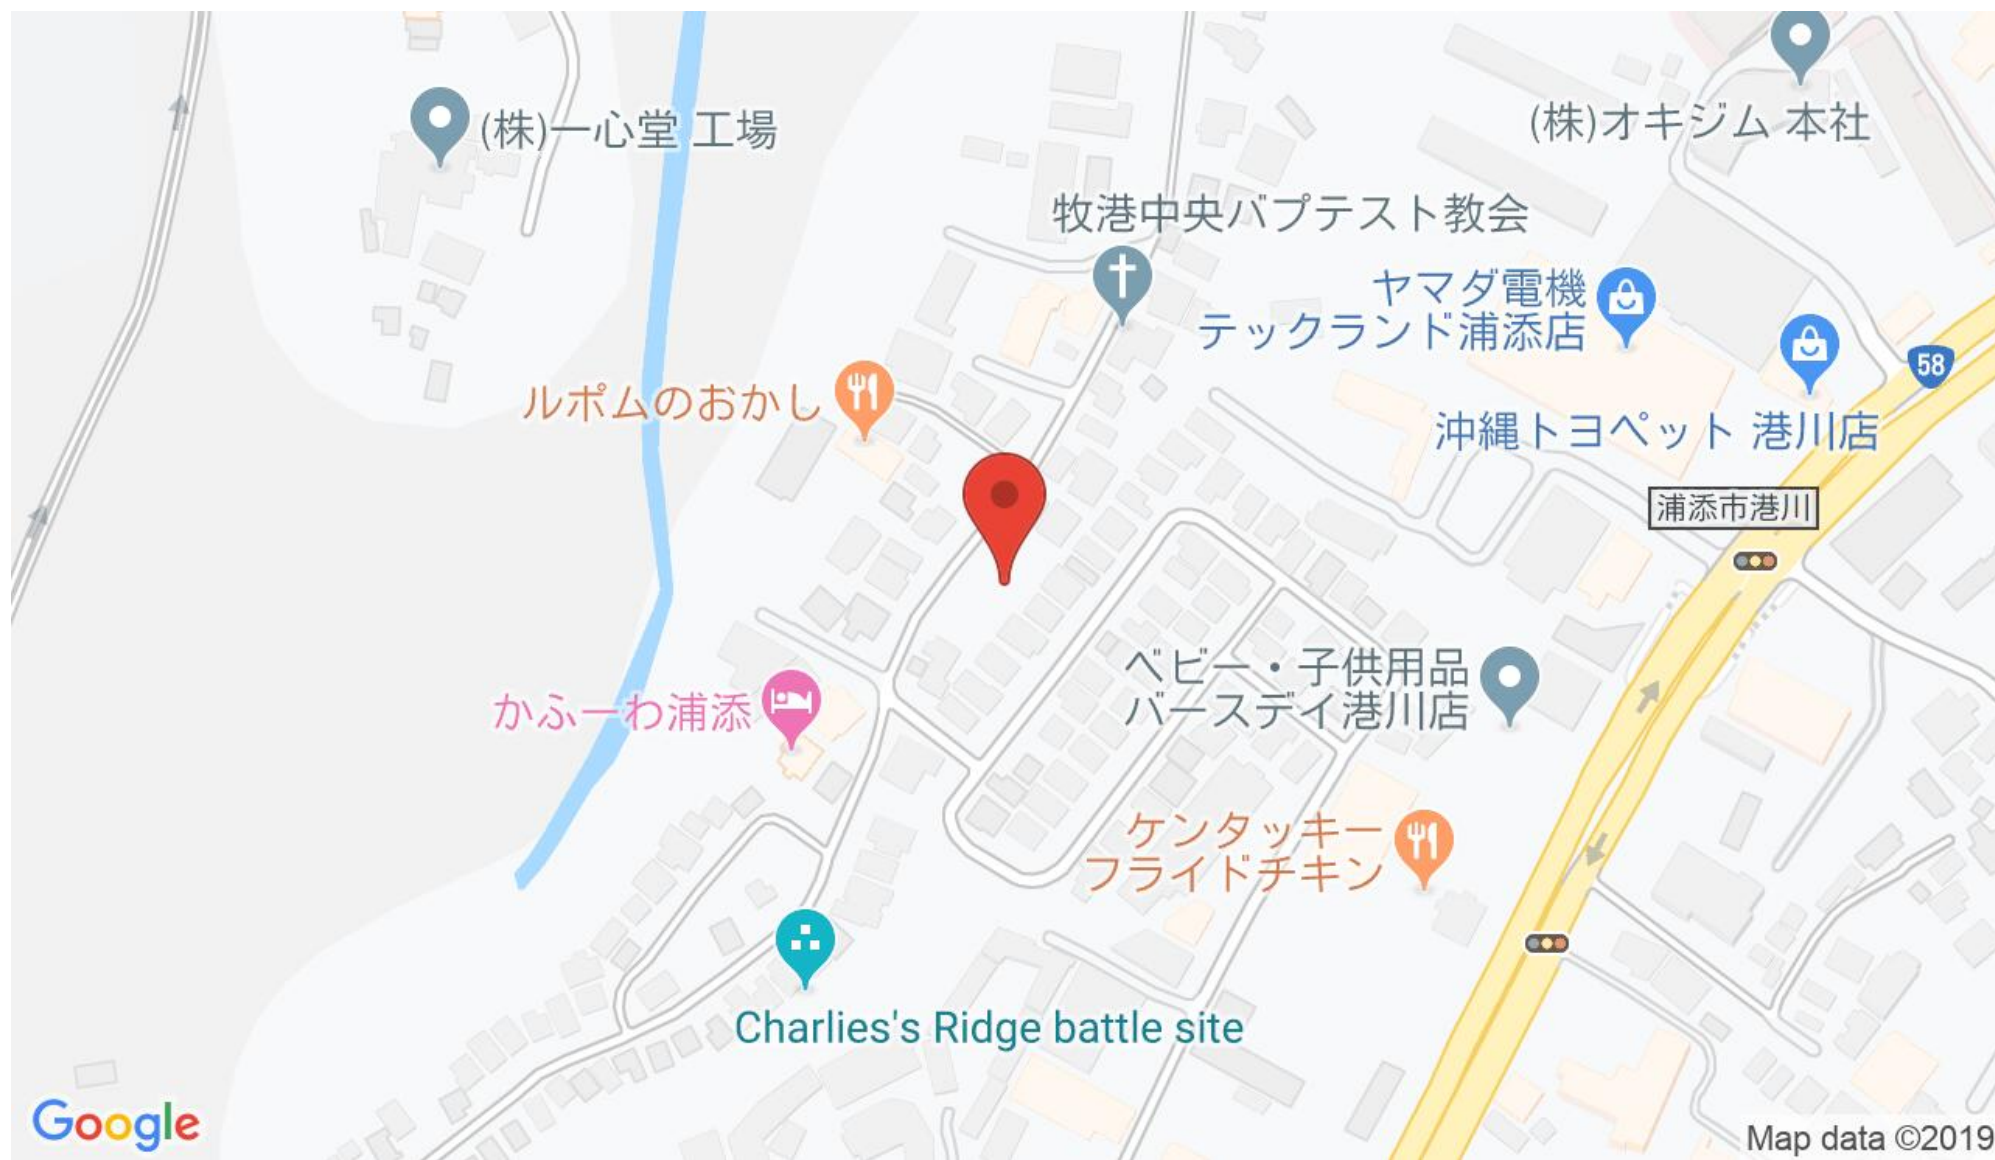 (株)一心堂 工場
(株)オキジム 本社
牧港中央バプテスト教会
ヤマダ電機
テックランド浦添店
58
ルポムのおかし
沖縄トヨペット 港川店
浦添市港川
ベビー・子供用品
バースデイ港川店
かふーわ浦添
ケンタッキー
フライドチキン
Charlies's Ridge battle site
Google
Map data ©2019